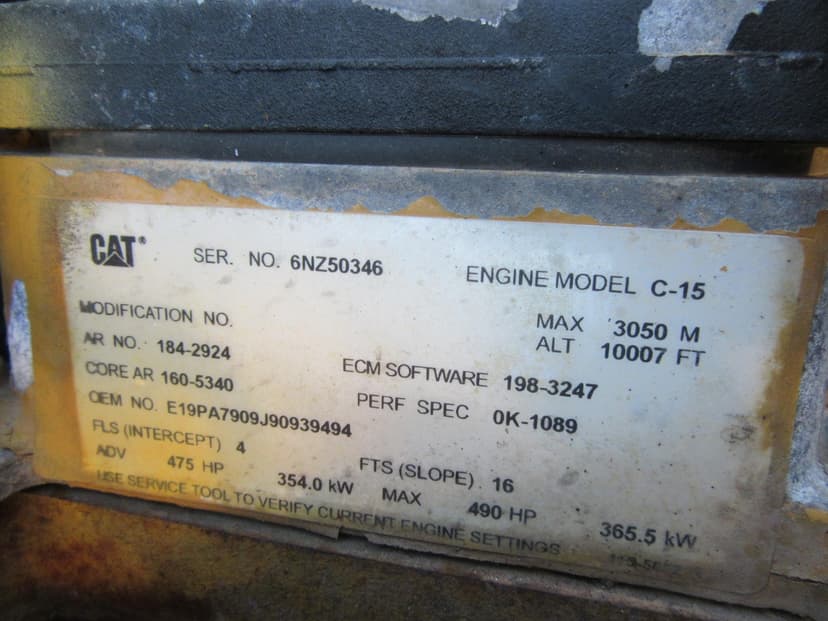 CAT® SER. NO. 6NZ50346 ENGINE MODEL C-15
MODIFICATION NO. MAX 3050 M
ALT 10007 FT
AR NO. 184-2924 ECM SOFTWARE 198-3247
CORE AR 160-5340 PERF SPEC 0K-1089
OEM NO. E19PA7909J90939494
FLS (INTERCEPT) 4 FTS (SLOPE) 16
ADV 475 HP 354.0 kW MAX 490 HP 365.5 kW
USE SERVICE TOOL TO VERIFY CURRENT ENGINE SETTINGS